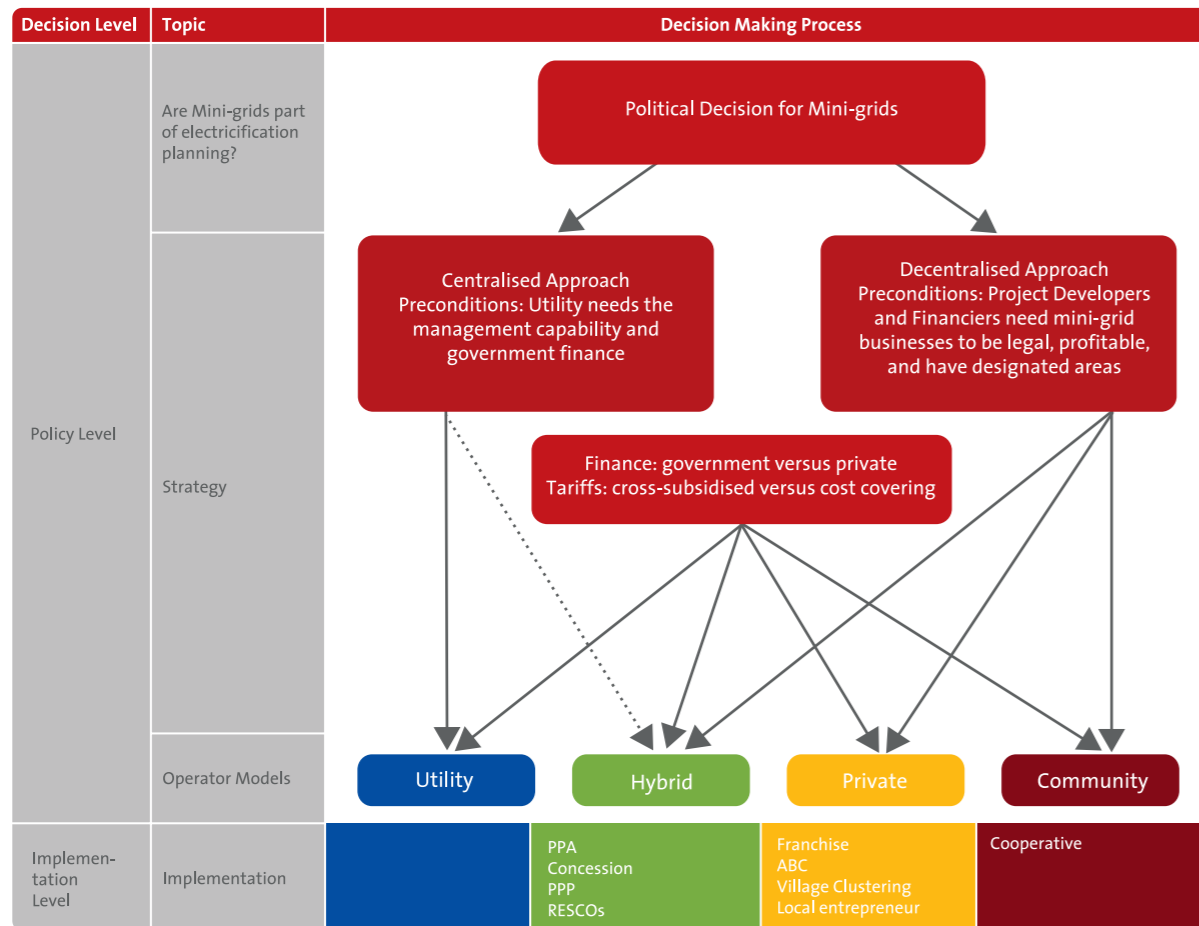 Decision Level
Topic
Decision Making Process
Are Mini-grids part
of electricification
planning?
Political Decision for Mini-grids
Policy Level
Strategy
Centralised Approach
Preconditions: Utility needs the
management capability and
government finance
Decentralised Approach
Preconditions: Project Developers
and Financiers need mini-grid
businesses to be legal, profitable,
and have designated areas
Finance: government versus private
Tariffs: cross-subsidised versus cost covering
Operator Models
Utility
Hybrid
Private
Community
Implemen-
tation
Level
Implementation
PPA
Concession
PPP
RESCOs
Franchise
ABC
Village Clustering
Local entrepreneur
Cooperative